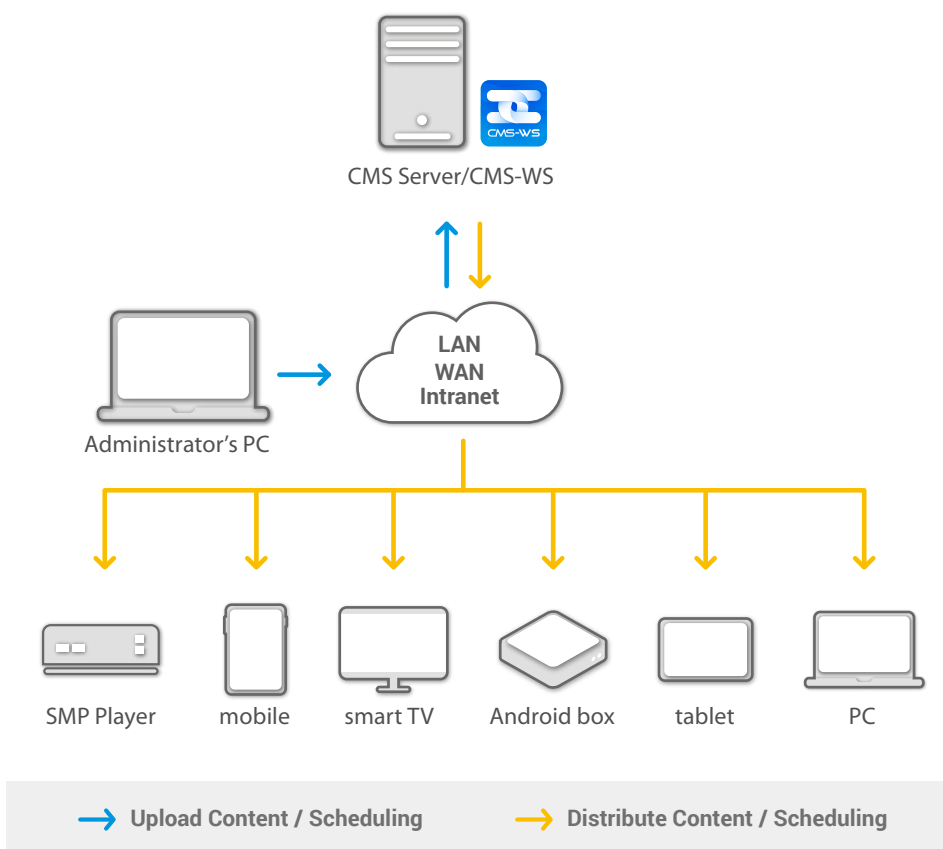 CMS-WS
CMS Server/CMS-WS
LAN
WAN
Intranet
Administrator’s PC
SMP Player
mobile
smart TV
Android box
tablet
PC
Upload Content / Scheduling
Distribute Content / Scheduling